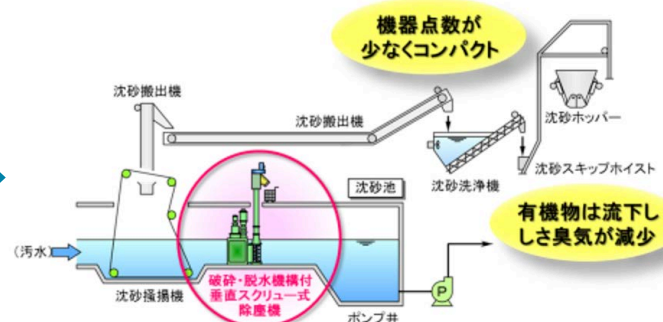 機器点数が
少なくコンパクト
沈砂搬出機
沈砂搬出機
沈砂ホッパー
沈砂洗浄機
沈砂スキップホイスト
沈砂池
有機物は流下し
しさ臭気が減少
(汚水)
破砕・脱水機構付
垂直スクリュー式
除塵機
沈砂掻揚機
ポンプ井
P